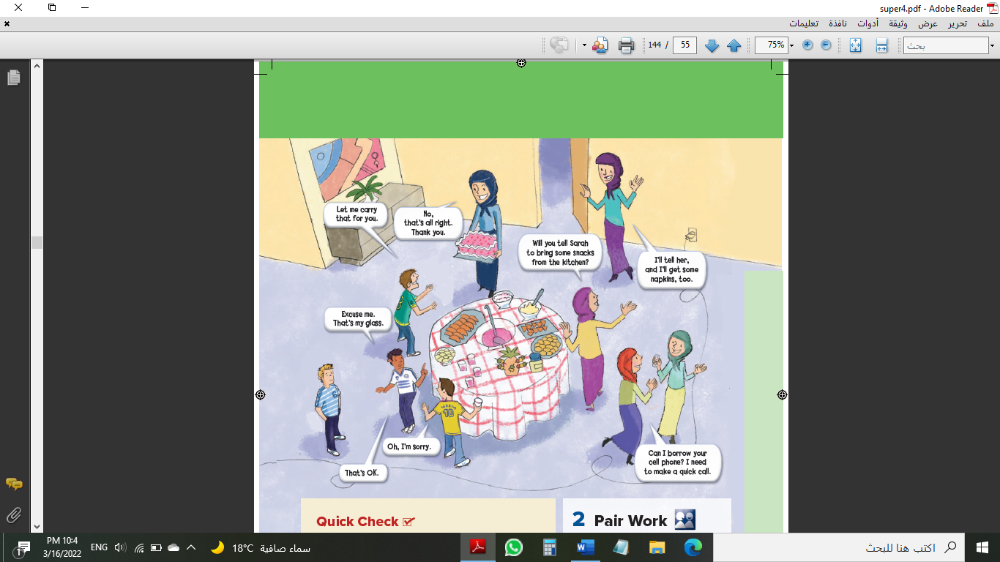 super4.pdf - Adobe Reader
ملف تحرير عرض وثيقة أدوات نافذة تعليمات
144 / 55
75%
بحث
Let me carry
that for you.
No,
that's all right.
Thank you.
Will you tell Sarah
to bring some snacks
from the kitchen?
I'll tell her,
and I'll get some
napkins, too.
Excuse me.
That's my glass.
10
Oh, I'm sorry.
That's OK.
Can I borrow your
cell phone? I need
to make a quick call.
Quick Check
2 Pair Work
PM 10:4
3/16/2022
ENG
18°C سماء صافية
اكتب هنا للبحث
1